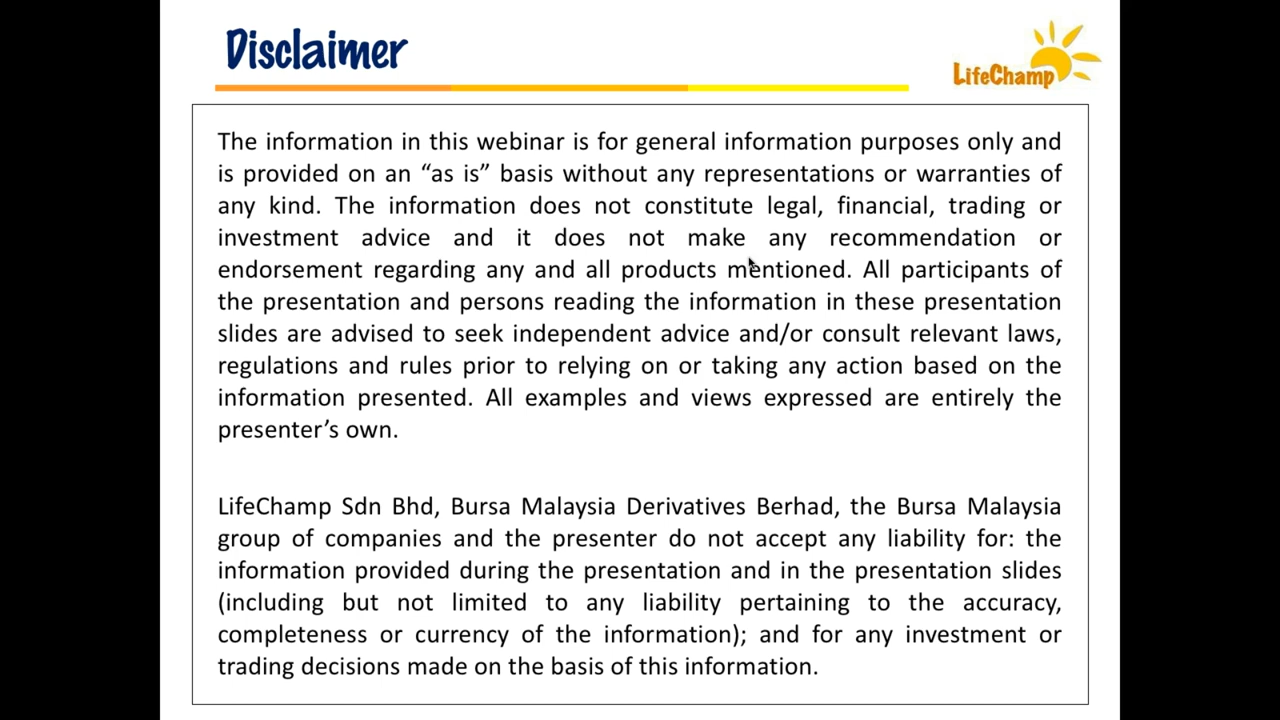 Disclaimer
LifeChamp
The information in this webinar is for general information purposes only and
is provided on an “as is” basis without any representations or warranties of
any kind. The information does not constitute legal, financial, trading or
investment advice and it does not make any recommendation or
endorsement regarding any and all products mentioned. All participants of
the presentation and persons reading the information in these presentation
slides are advised to seek independent advice and/or consult relevant laws,
regulations and rules prior to relying on or taking any action based on the
information presented. All examples and views expressed are entirely the
presenter’s own.
LifeChamp Sdn Bhd, Bursa Malaysia Derivatives Berhad, the Bursa Malaysia
group of companies and the presenter do not accept any liability for: the
information provided during the presentation and in the presentation slides
(including but not limited to any liability pertaining to the accuracy,
completeness or currency of the information); and for any investment or
trading decisions made on the basis of this information.